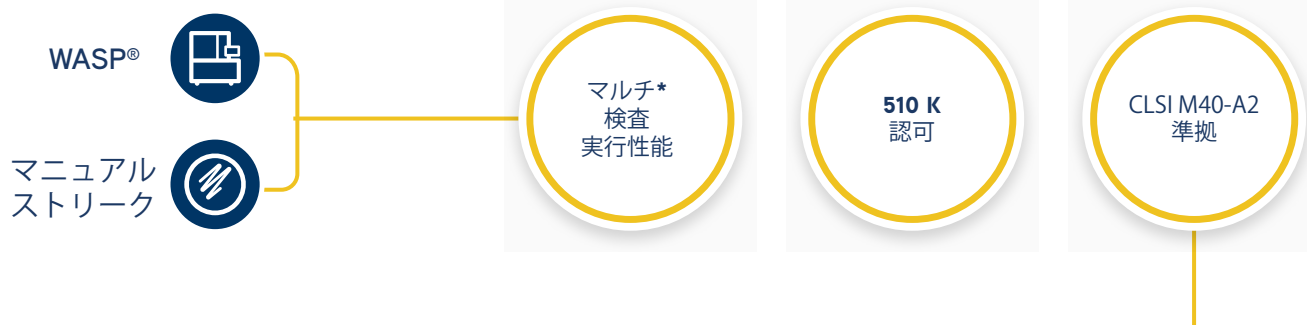 WASP®
マニュアル
ストリーク
マルチ*
検査
実行性能
510 K
認可
CLSI M40-A2
準拠